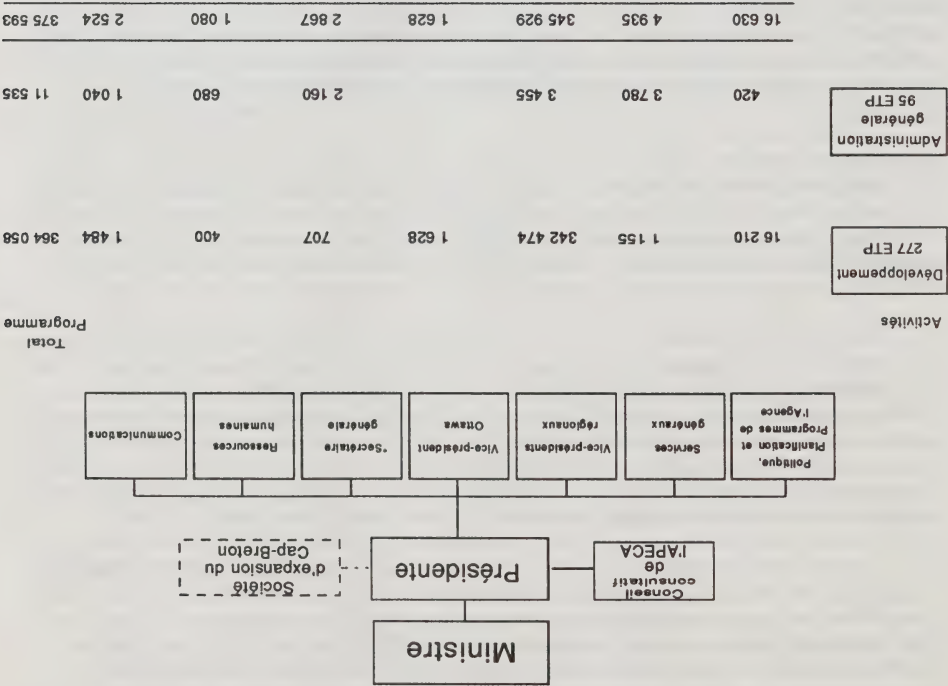 Ministre
Conseil
consultatif
de
l'APECA
Présidente
Société
d'expansion du
Cap-Breton
Politique,
Planification et
Programmes de
l'Agence
Services
généraux
Vice-présidents
régionaux
Vice-président
Ottawa
*Secrétaire
générale
Ressources
humaines
Communications
Activités
Total
Programme
Développement
277 ETP
16 210 1 155 342 474 1 628 707 400 1 484 364 058
Administration
générale
95 ETP
420 3 780 3 455 2 160 680 1 040 11 535
16 630 4 935 345 929 1 628 2 867 1 080 2 524 375 593